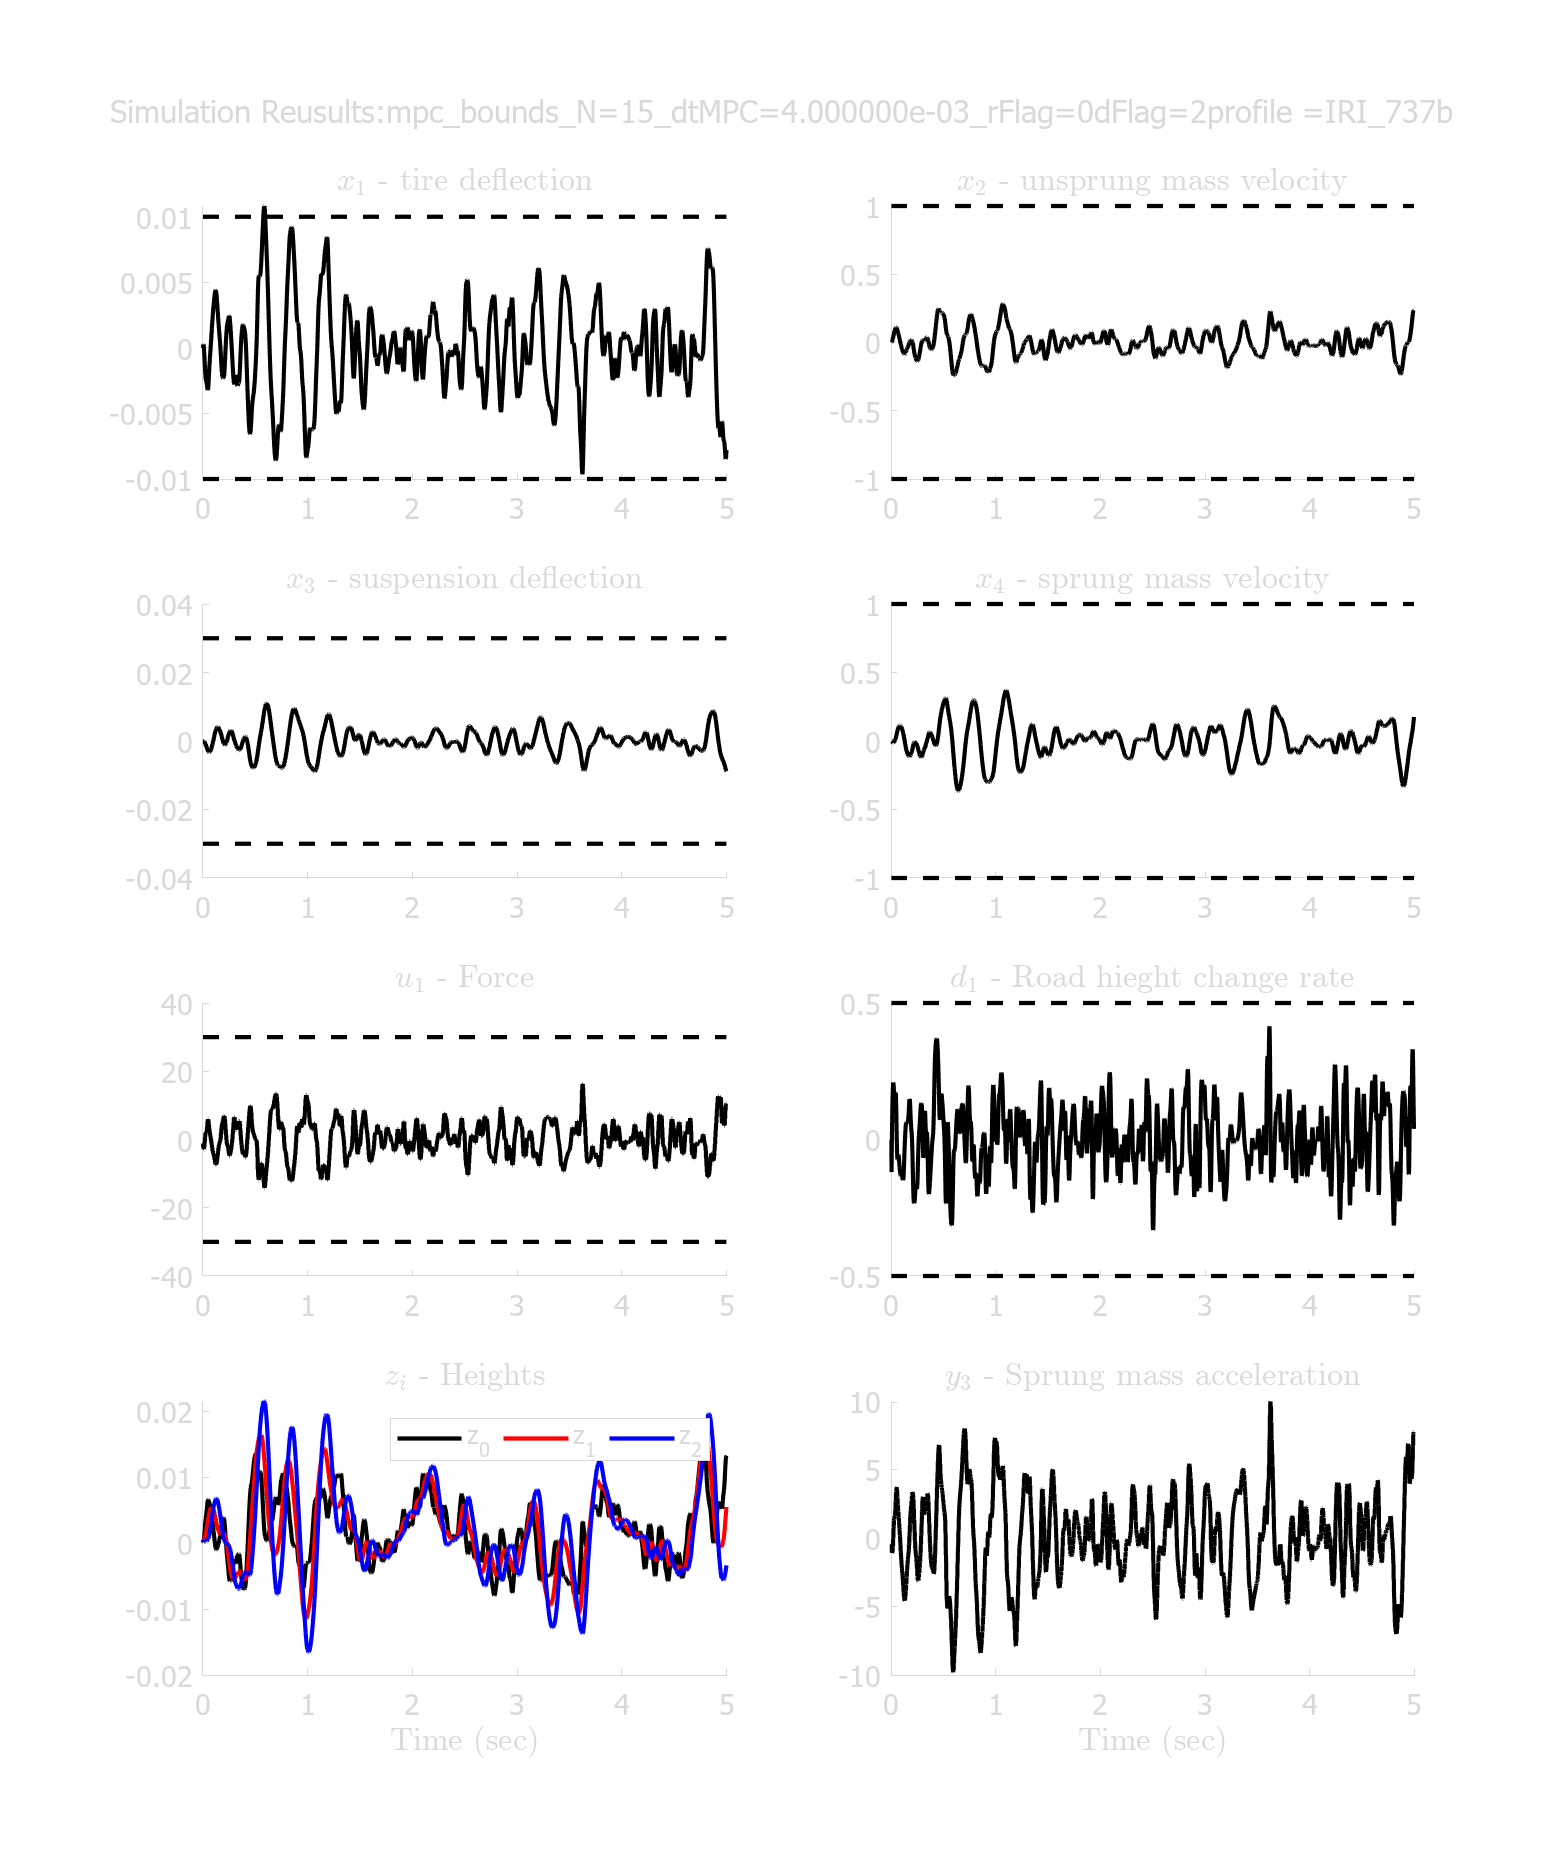 Simulation Reusults:mpc_bounds_N=15_dtMPC=4.000000e-03_rFlag=0dFlag=2profile =IRI_737b
x1 - tire deflection
0.01
0.005
0
-0.005
-0.01
0 1 2 3 4 5
x2 - unsprung mass velocity
1
0.5
0
-0.5
-1
0 1 2 3 4 5
x3 - suspension deflection
0.04
0.02
0
-0.02
-0.04
0 1 2 3 4 5
x4 - sprung mass velocity
1
0.5
0
-0.5
-1
0 1 2 3 4 5
u1 - Force
40
20
0
-20
-40
0 1 2 3 4 5
d1 - Road hieght change rate
0.5
0
-0.5
0 1 2 3 4 5
zi - Heights
z0 z1 z2
0.02
0.01
0
-0.01
-0.02
0 1 2 3 4 5
Time (sec)
y3 - Sprung mass acceleration
10
5
0
-5
-10
0 1 2 3 4 5
Time (sec)